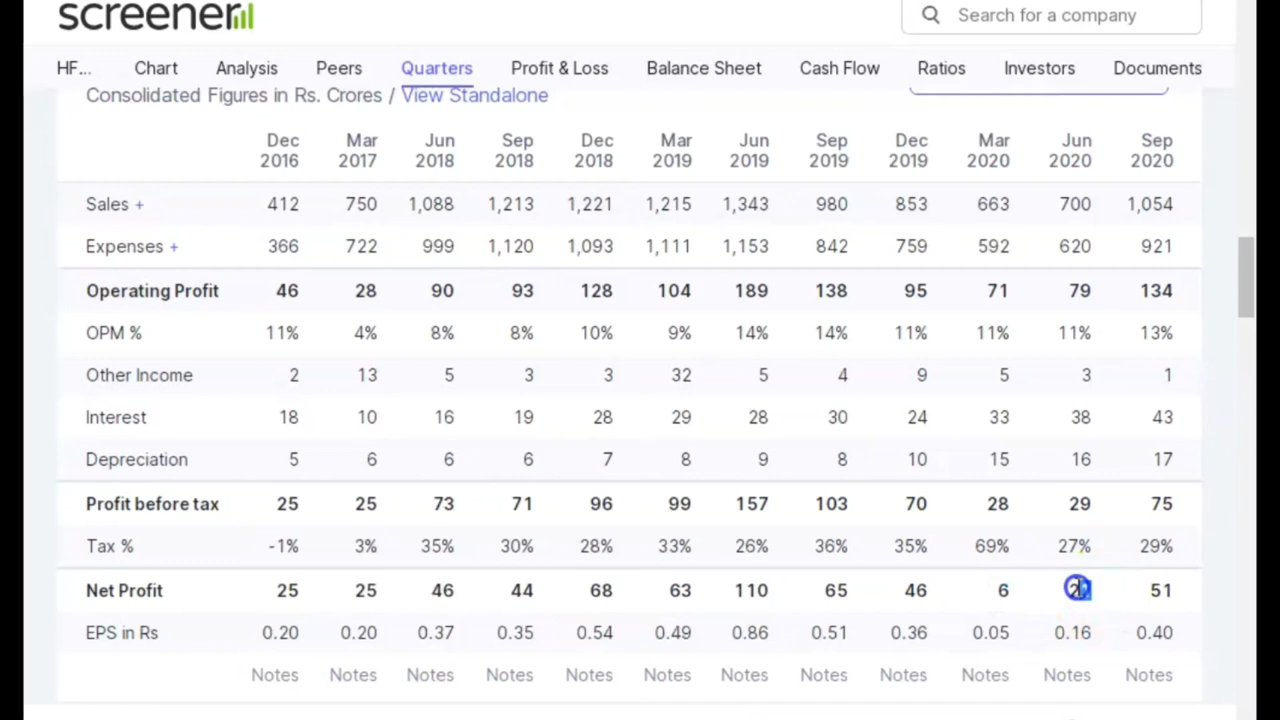 screener
Search for a company
HF... Chart Analysis Peers Quarters Profit & Loss Balance Sheet Cash Flow Ratios Investors Documents
Consolidated Figures in Rs. Crores / View Standalone
Dec Mar Jun Sep Dec Mar Jun Sep Dec Mar Jun Sep
2016 2017 2018 2018 2018 2019 2019 2019 2019 2020 2020 2020
Sales + 412 750 1,088 1,213 1,221 1,215 1,343 980 853 663 700 1,054
Expenses + 366 722 999 1,120 1,093 1,111 1,153 842 759 592 620 921
Operating Profit 46 28 90 93 128 104 189 138 95 71 79 134
OPM % 11% 4% 8% 8% 10% 9% 14% 14% 11% 11% 11% 13%
Other Income 2 13 5 3 3 32 5 4 9 5 3 1
Interest 18 10 16 19 28 29 28 30 24 33 38 43
Depreciation 5 6 6 6 7 8 9 8 10 15 16 17
Profit before tax 25 25 73 71 96 99 157 103 70 28 29 75
Tax % -1% 3% 35% 30% 28% 33% 26% 36% 35% 69% 27% 29%
Net Profit 25 25 46 44 68 63 110 65 46 6 51
EPS in Rs 0.20 0.20 0.37 0.35 0.54 0.49 0.86 0.51 0.36 0.05 0.16 0.40
Notes Notes Notes Notes Notes Notes Notes Notes Notes Notes Notes Notes